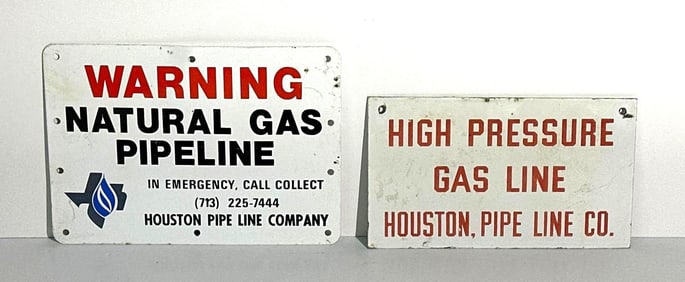 WARNING
NATURAL GAS
PIPELINE
IN EMERGENCY, CALL COLLECT
(713) 225-7444
HOUSTON PIPE LINE COMPANY
HIGH PRESSURE
GAS LINE
HOUSTON, PIPE LINE CO.